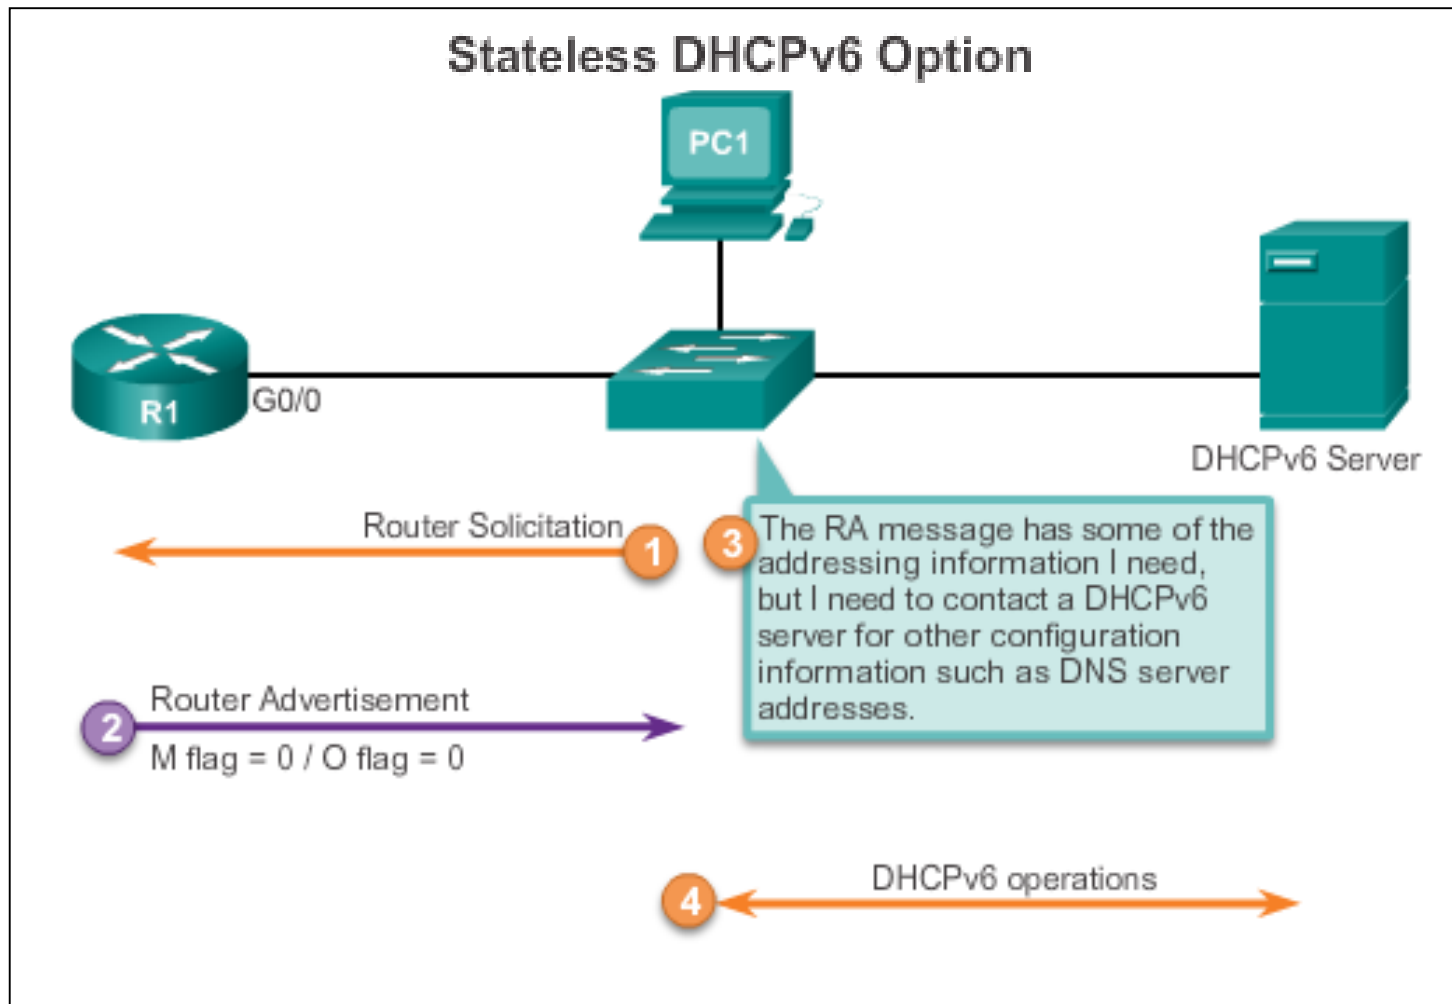 Stateless DHCPv6 Option
PC1
R1
G0/0
DHCPv6 Server
Router Solicitation
1
3
The RA message has some of the
addressing information I need,
but I need to contact a DHCPv6
server for other configuration
information such as DNS server
addresses.
2
Router Advertisement
M flag = 0 / O flag = 0
4
DHCPv6 operations